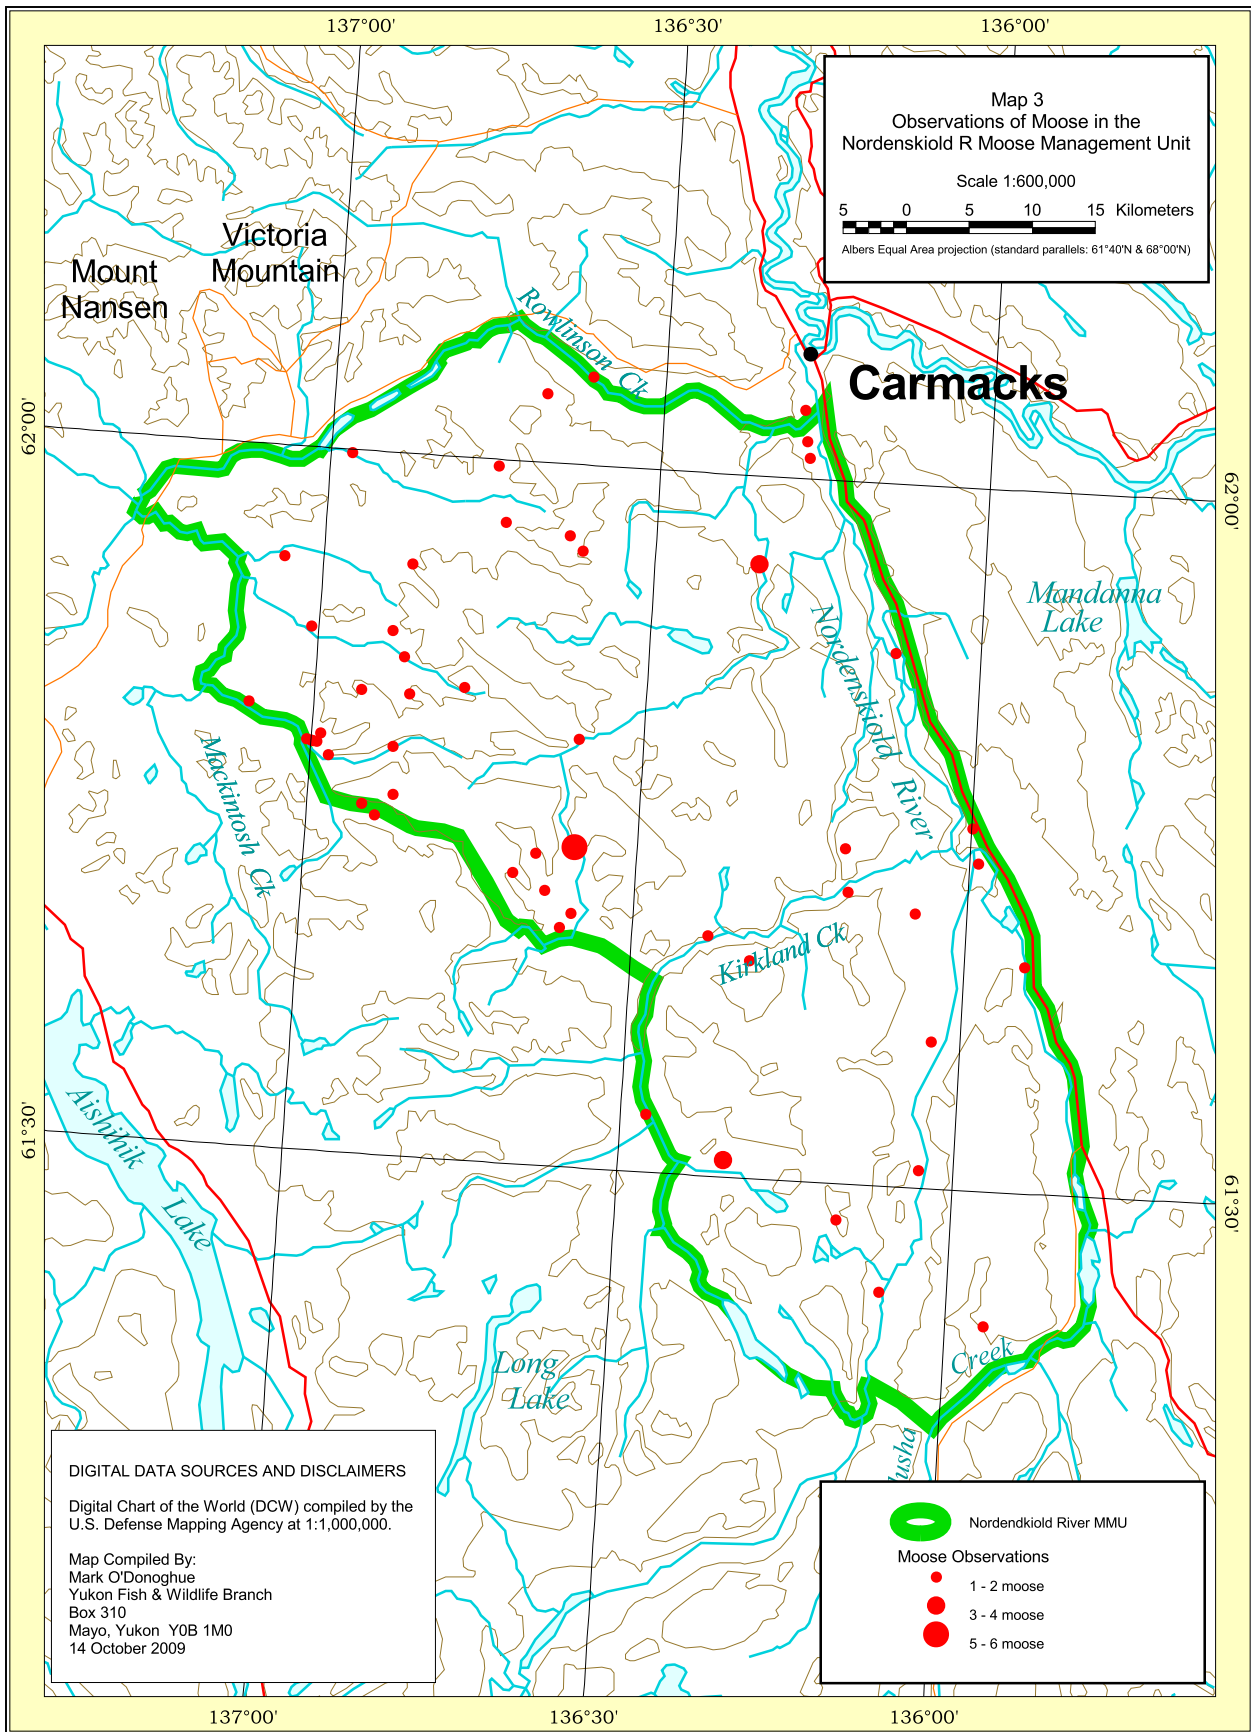 137°00'
136°30'
136°00'
Map 3
Observations of Moose in the
Nordenskiold R Moose Management Unit
Scale 1:600,000
5 0 5 10 15 Kilometers
Albers Equal Area projection (standard parallels: 61°40'N & 68°00'N)
Victoria
Mountain
Mount
Nansen
Rowlinson Ck
Carmacks
62°00'
62°00'
Mandanna
Lake
Nordenskiold River
Mackintosh Ck
Kirkland Ck
61°30'
61°30'
Aishihik Lake
Long
Lake
Creek
lusha
DIGITAL DATA SOURCES AND DISCLAIMERS
Digital Chart of the World (DCW) compiled by the
U.S. Defense Mapping Agency at 1:1,000,000.
Map Compiled By:
Mark O'Donoghue
Yukon Fish & Wildlife Branch
Box 310
Mayo, Yukon Y0B 1M0
14 October 2009
Nordendkiold River MMU
Moose Observations
1 - 2 moose
3 - 4 moose
5 - 6 moose
137°00'
136°30'
136°00'